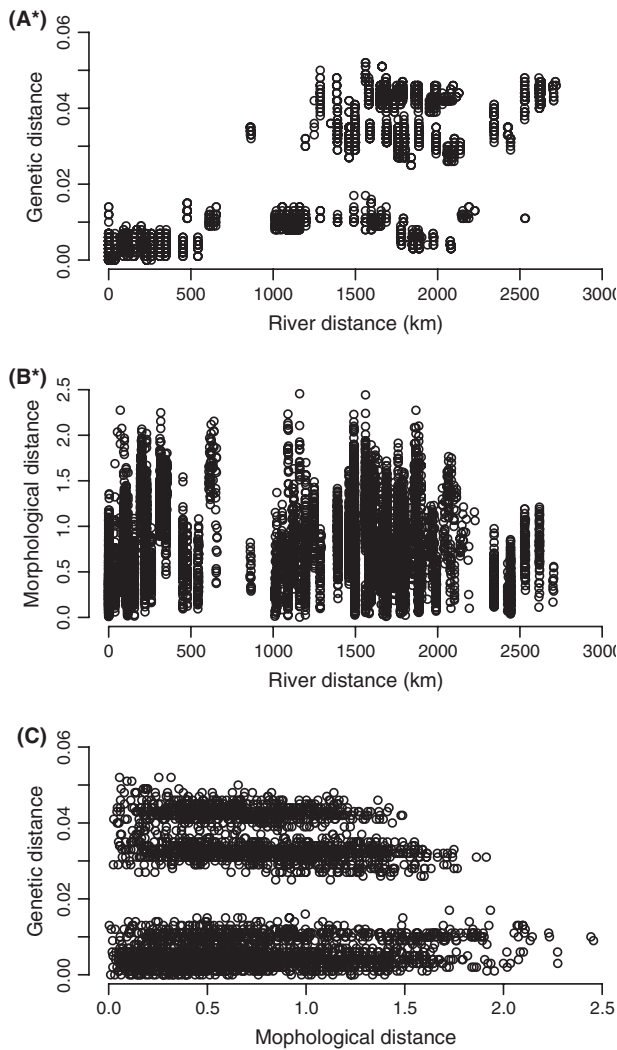 (A*)
0.06
0.04
0.02
0.00
Genetic distance
0 500 1000 1500 2000 2500 3000
River distance (km)
(B*)
2.5
2.0
1.5
1.0
0.5
0.0
Morphological distance
0 500 1000 1500 2000 2500 3000
River distance (km)
(C)
0.06
0.04
0.02
0.00
Genetic distance
0.0 0.5 1.0 1.5 2.0 2.5
Mophological distance